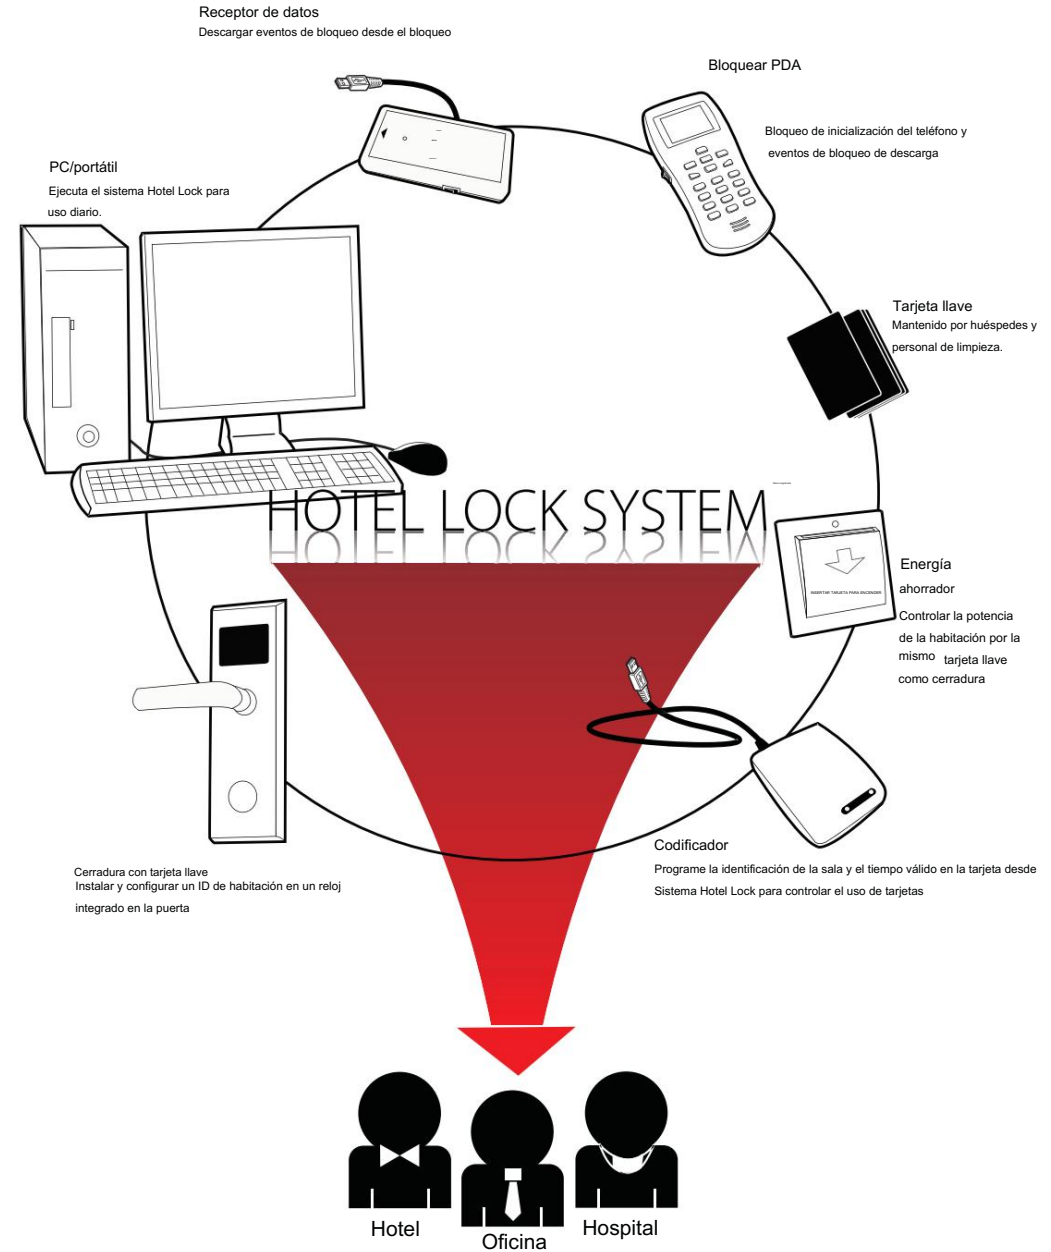 Receptor de datos
Descargar eventos de bloqueo desde el bloqueo
Bloquear PDA
Bloqueo de inicialización del teléfono y
eventos de bloqueo de descarga
PC/portátil
Ejecuta el sistema Hotel Lock para
uso diario.
Tarjeta llave
Mantenido por huéspedes y
personal de limpieza.
HOTEL LOCK SYSTEM
INSERTAR TARJETA PARA ENCENDER
Energía
ahorrador
Controlar la potencia
de la habitación por la
mismo tarjeta llave
como cerradura
Codificador
Programe la identificación de la sala y el tiempo válido en la tarjeta desde
Sistema Hotel Lock para controlar el uso de tarjetas
Cerradura con tarjeta llave
Instalar y configurar un ID de habitación en un reloj
integrado en la puerta
Hotel
Oficina
Hospital